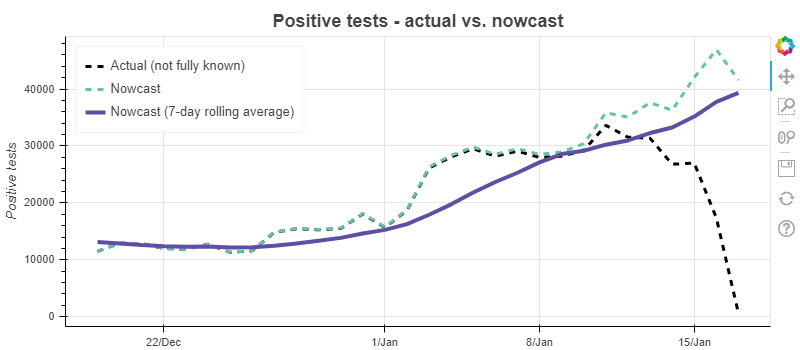 Positive tests - actual vs. nowcast
Actual (not fully known)
Nowcast
Nowcast (7-day rolling average)
Positive tests
40000
30000
20000
10000
0
22/Dec
1/Jan
8/Jan
15/Jan